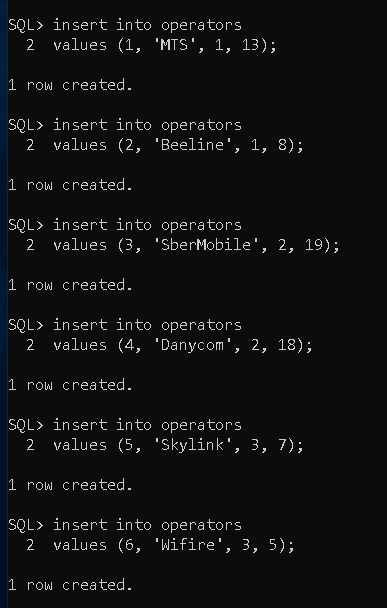 SQL> insert into operators
2 values (1, 'MTS', 1, 13);
1 row created.
SQL> insert into operators
2 values (2, 'Beeline', 1, 8);
1 row created.
SQL> insert into operators
2 values (3, 'SberMobile', 2, 19);
1 row created.
SQL> insert into operators
2 values (4, 'Danycom', 2, 18);
1 row created.
SQL> insert into operators
2 values (5, 'Skylink', 3, 7);
1 row created.
SQL> insert into operators
2 values (6, 'Wifire', 3, 5);
1 row created.